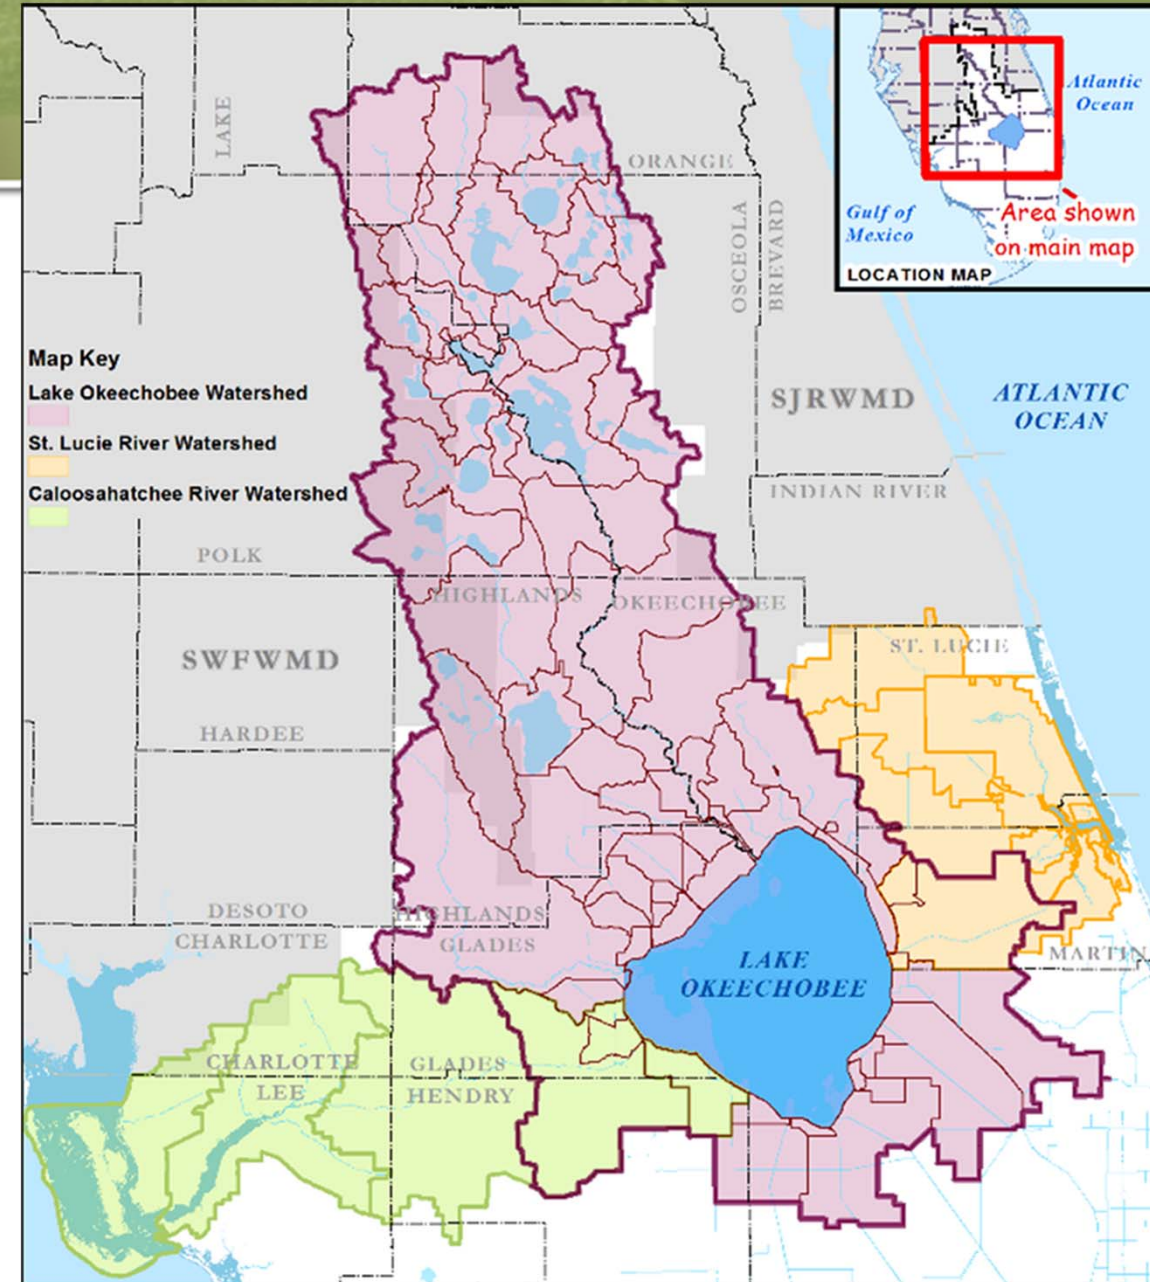 LAKE
ORANGE
OSCEOLA
BREVARD
Atlantic
Ocean
Gulf of
Mexico
Area shown
on main map
LOCATION MAP
Map Key
Lake Okeechobee Watershed
St. Lucie River Watershed
Caloosahatchee River Watershed
SJRWMD
ATLANTIC
OCEAN
INDIAN RIVER
POLK
HIGHLANDS
OKEECHOBEE
SWFWMD
ST. LUCIE
HARDEE
DESOTO
CHARLOTTE
HIGHLANDS
GLADES
LAKE
OKEECHOBEE
MARTIN
CHARLOTTE
LEE
GLADES
HENDRY